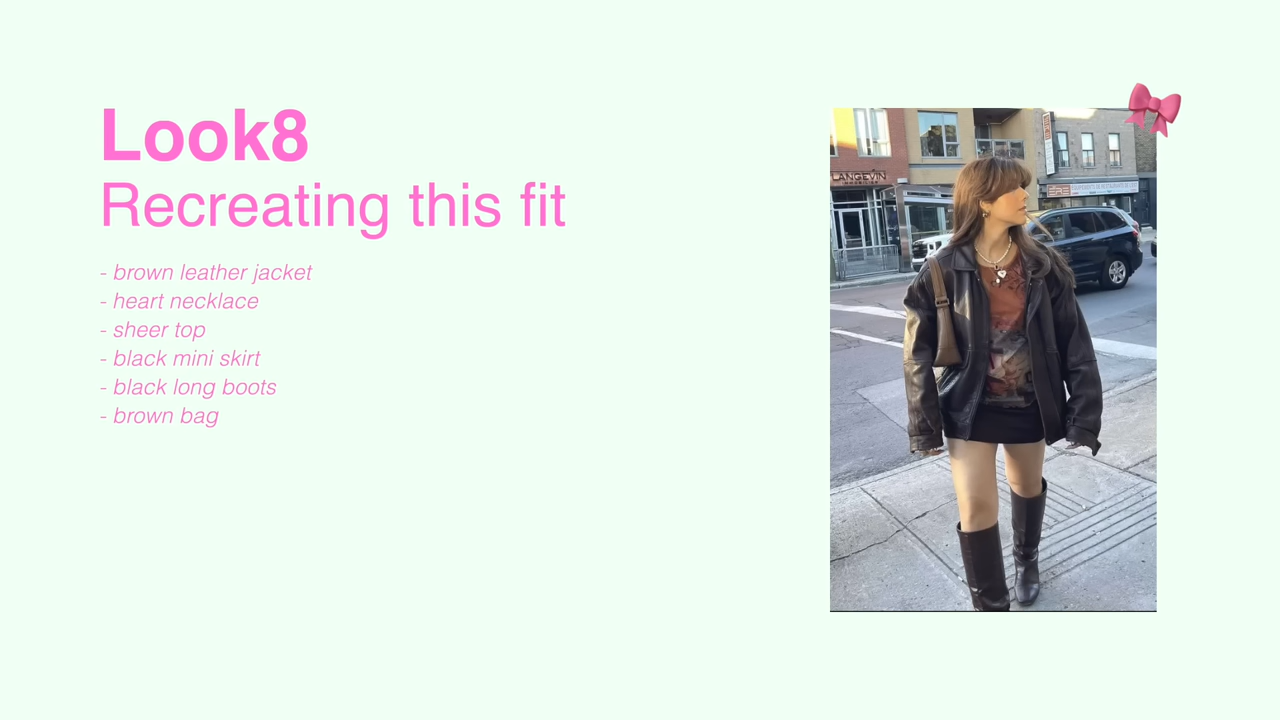 Look8
Recreating this fit
- brown leather jacket
- heart necklace
- sheer top
- black mini skirt
- black long boots
- brown bag
LANGEVIN